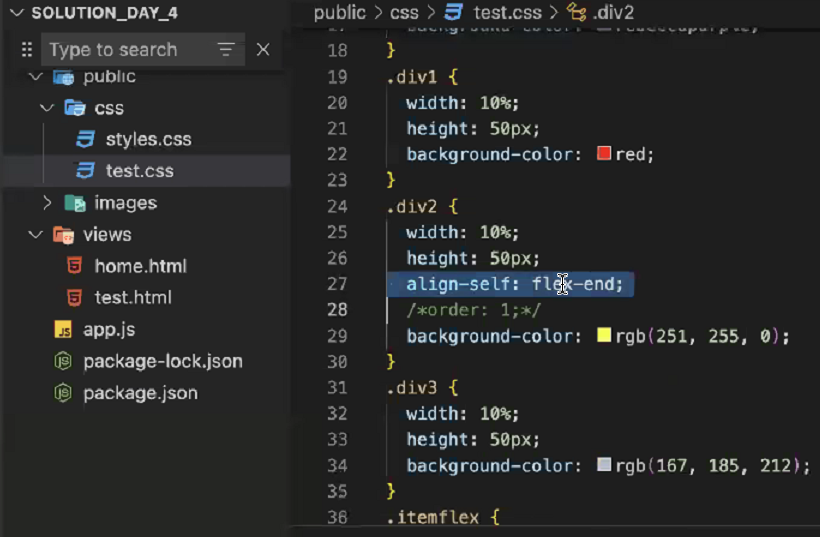 SOLUTION_DAY_4
Type to search
public
css
styles.css
test.css
images
views
home.html
test.html
app.js
package-lock.json
package.json
public > css > test.css > .div2
18 }
19 .div1 {
20 width: 10%;
21 height: 50px;
22 background-color: red;
23 }
24 .div2 {
25 width: 10%;
26 height: 50px;
27 align-self: flex-end;
28 /*order: 1;*/
29 background-color: rgb(251, 255, 0);
30 }
31 .div3 {
32 width: 10%;
33 height: 50px;
34 background-color: rgb(167, 185, 212);
35 }
36 .itemflex {